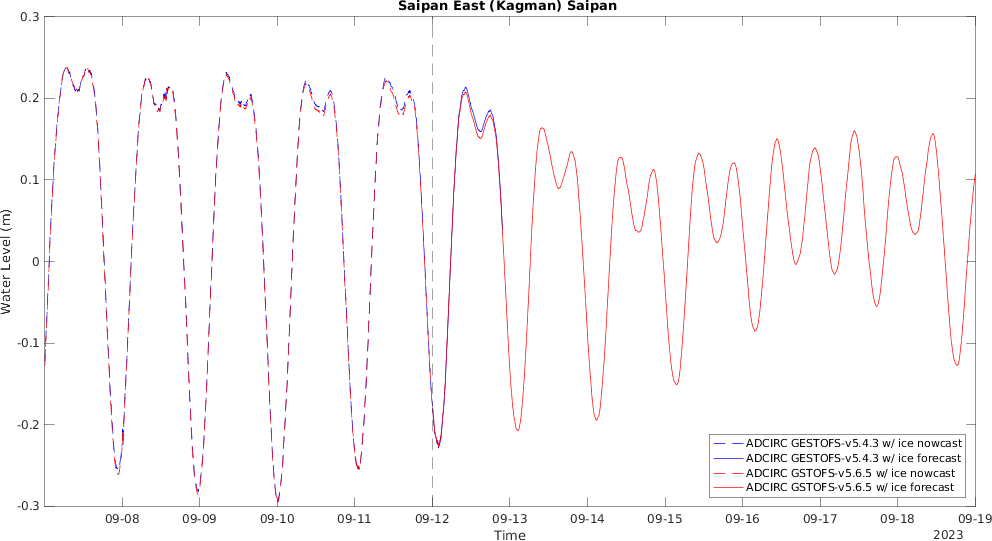 Saipan East (Kagman) Saipan
0.3
0.2
0.1
0
-0.1
-0.2
-0.3
Water Level (m)
ADCIRC GESTOFS-v5.4.3 w/ ice nowcast
ADCIRC GESTOFS-v5.4.3 w/ ice forecast
ADCIRC GSTOFS-v5.6.5 w/ ice nowcast
ADCIRC GSTOFS-v5.6.5 w/ ice forecast
09-08 09-09 09-10 09-11 09-12 09-13 09-14 09-15 09-16 09-17 09-18 09-19
Time
2023